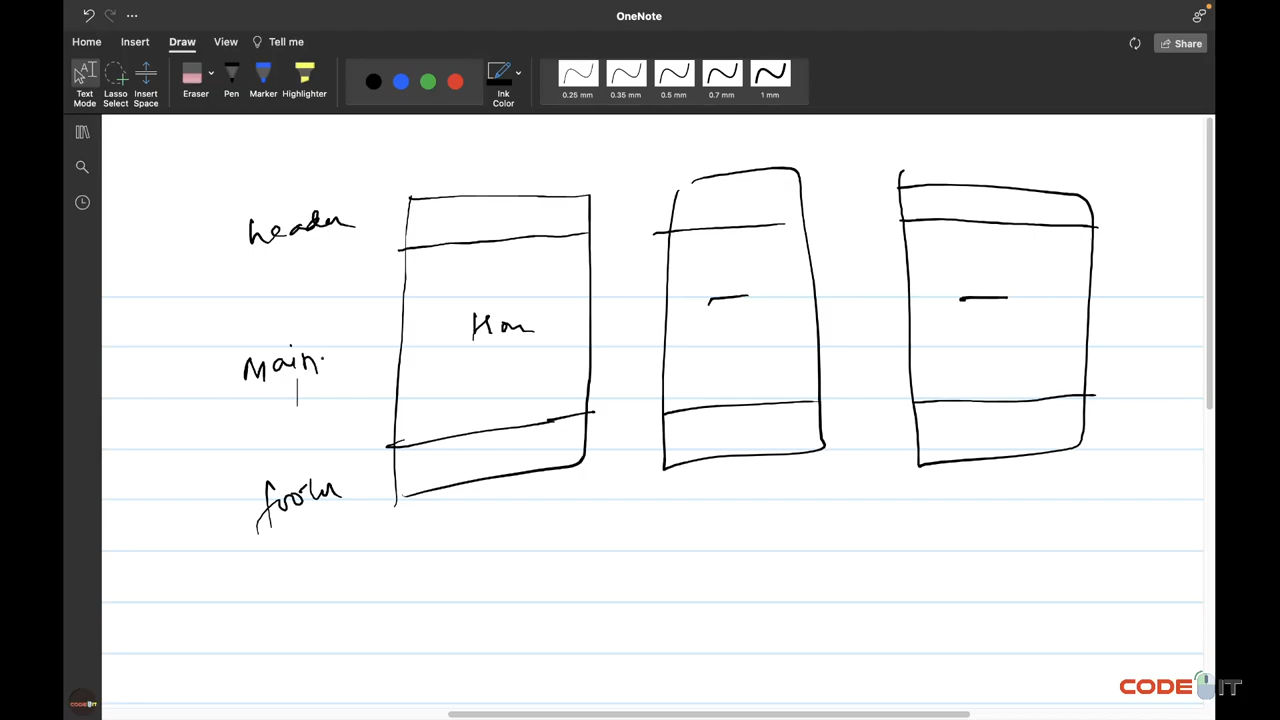 OneNote
Home Insert Draw View Tell me
Share
Text Mode
Lasso Select
Insert Space
Eraser
Pen
Marker
Highlighter
Ink Color
0.25 mm
0.35 mm
0.5 mm
0.7 mm
1 mm
header
Hom
Main
footer
CODE IT